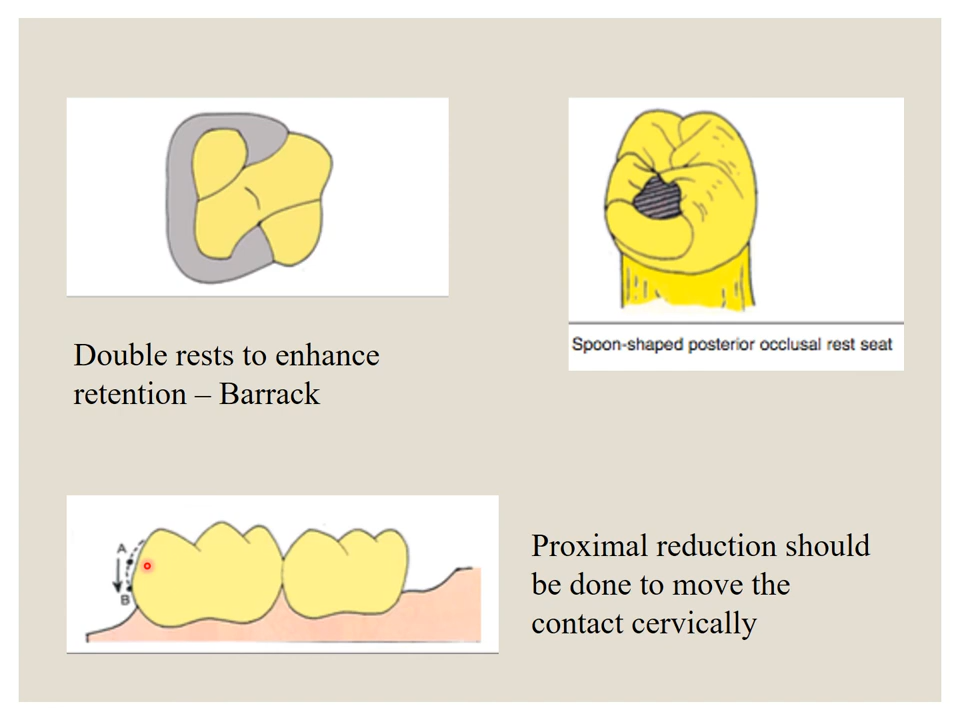 Double rests to enhance
retention – Barrack
Spoon-shaped posterior occlusal rest seat
A
B
Proximal reduction should
be done to move the
contact cervically